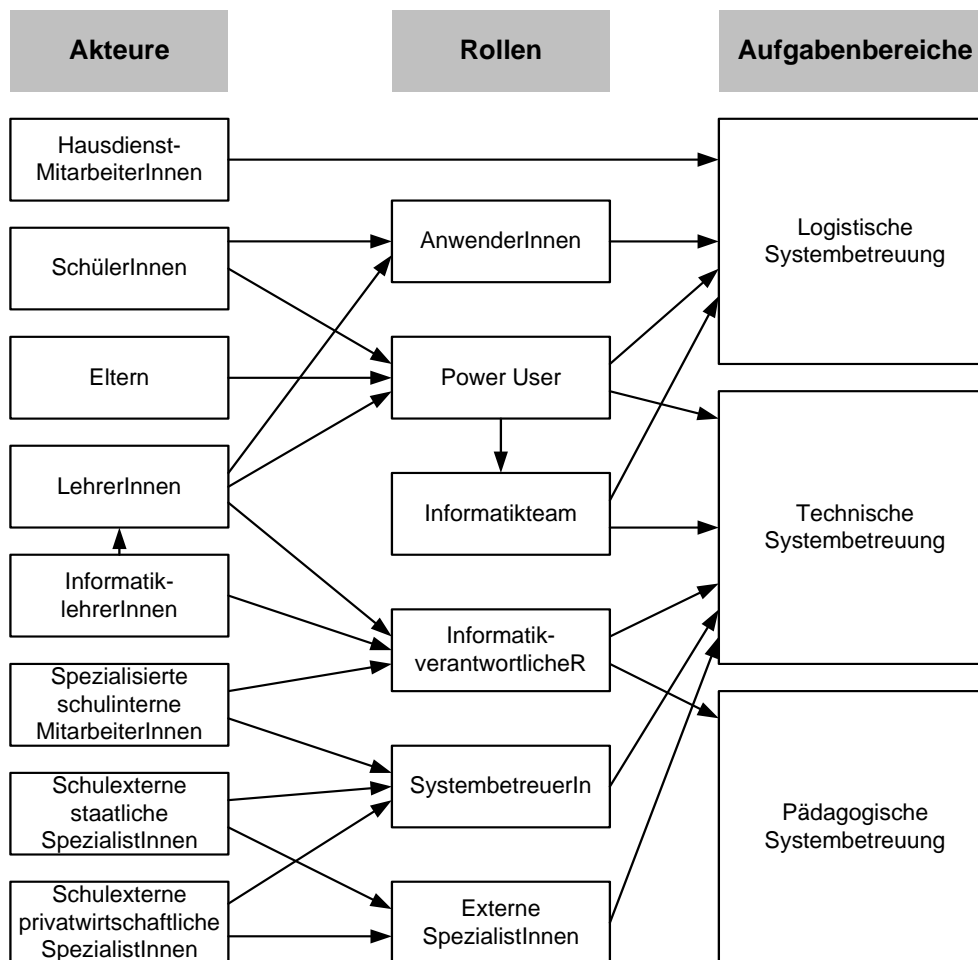 Akteure
Rollen
Aufgabenbereiche
Hausdienst-
MitarbeiterInnen
SchülerInnen
Eltern
LehrerInnen
Informatik-
lehrerInnen
Spezialisierte
schulinterne
MitarbeiterInnen
Schulexterne
staatliche
SpezialistInnen
Schulexterne
privatwirtschaftliche
SpezialistInnen
AnwenderInnen
Power User
Informatikteam
Informatik-
verantwortlicheR
SystembetreuerIn
Externe
SpezialistInnen
Logistische
Systembetreuung
Technische
Systembetreuung
Pädagogische
Systembetreuung